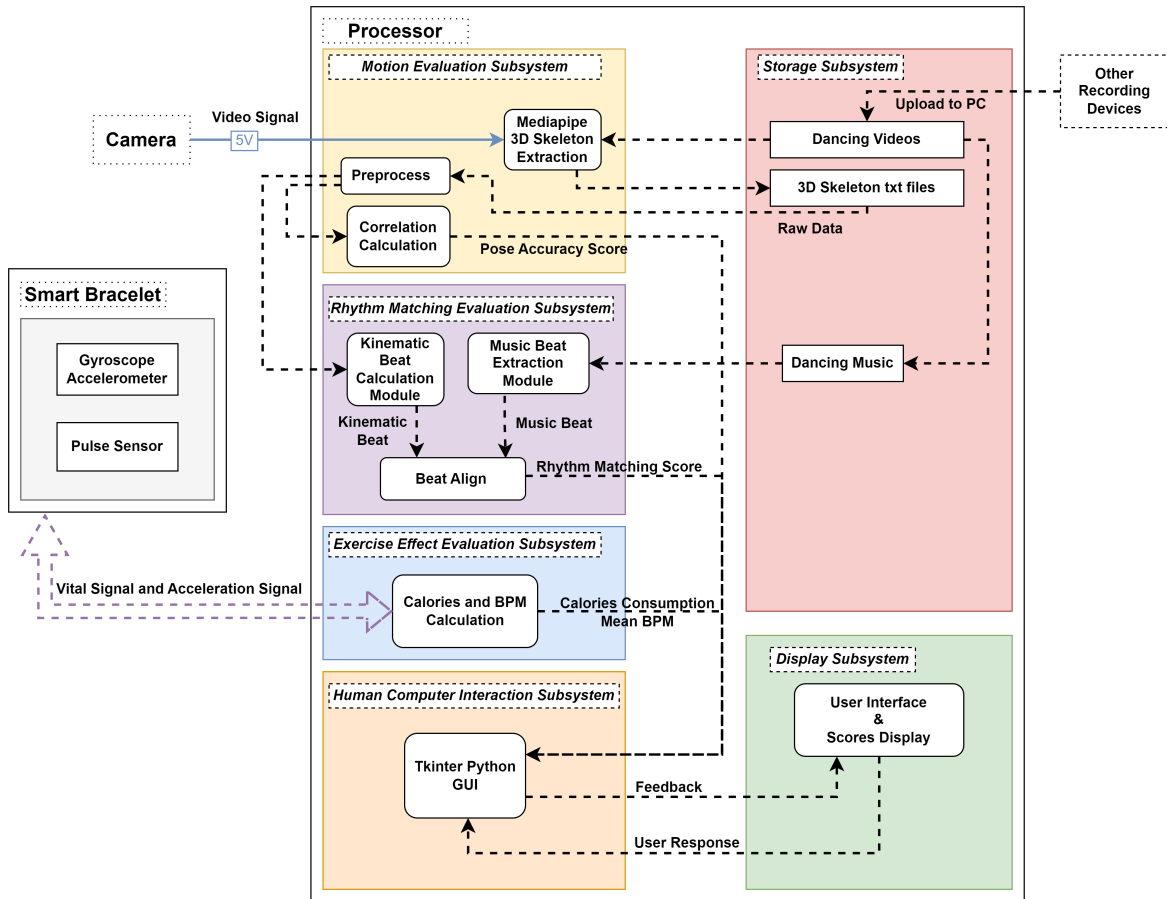 Processor
Motion Evaluation Subsystem
Storage Subsystem
Other
Recording
Devices
Upload to PC
Video Signal
Camera
5V
Mediapipe
3D Skeleton
Extraction
Dancing Videos
Preprocess
3D Skeleton txt files
Raw Data
Correlation
Calculation
Pose Accuracy Score
Smart Bracelet
Gyroscope
Accelerometer
Pulse Sensor
Rhythm Matching Evaluation Subsystem
Kinematic
Beat
Calculation
Module
Music Beat
Extraction
Module
Dancing Music
Kinematic
Beat
Music Beat
Beat Align
Rhythm Matching Score
Exercise Effect Evaluation Subsystem
Vital Signal and Acceleration Signal
Calories and BPM
Calculation
Calories Consumption
Mean BPM
Human Computer Interaction Subsystem
Display Subsystem
User Interface
&
Scores Display
Tkinter Python
GUI
Feedback
User Response